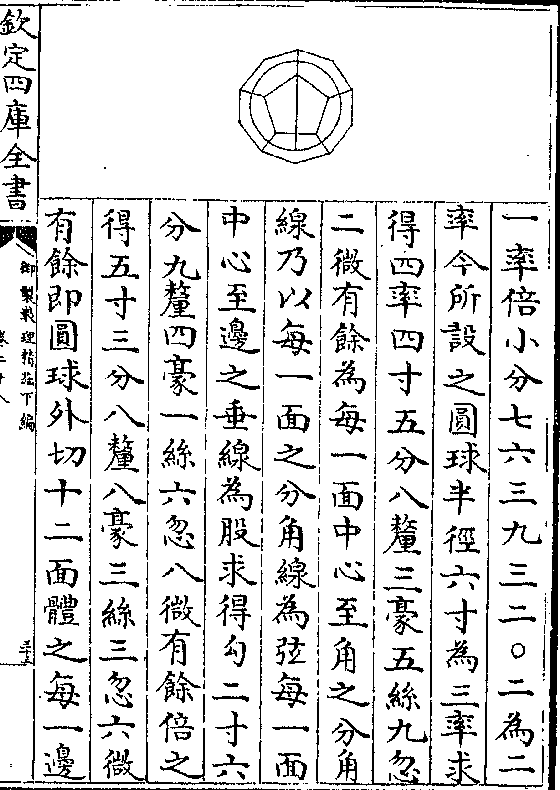 一率倍小分七六三九三二〇二為二
率今所設之圓球半徑六寸為三率求
得四率四寸五分八釐三豪五絲九忽
二微有餘為每一面中心至角之分角
線乃以每一面之分角線為弦每一面
中心至邊之垂線為股求得勾二寸六
分九釐四豪一絲六忽八微有餘倍之
得五寸三分八釐八豪三絲三忽六微
有餘即圓球外切十二面體之每一邊
欽定四庫全書
御製數理精蘊下編
卷二十八
三十五